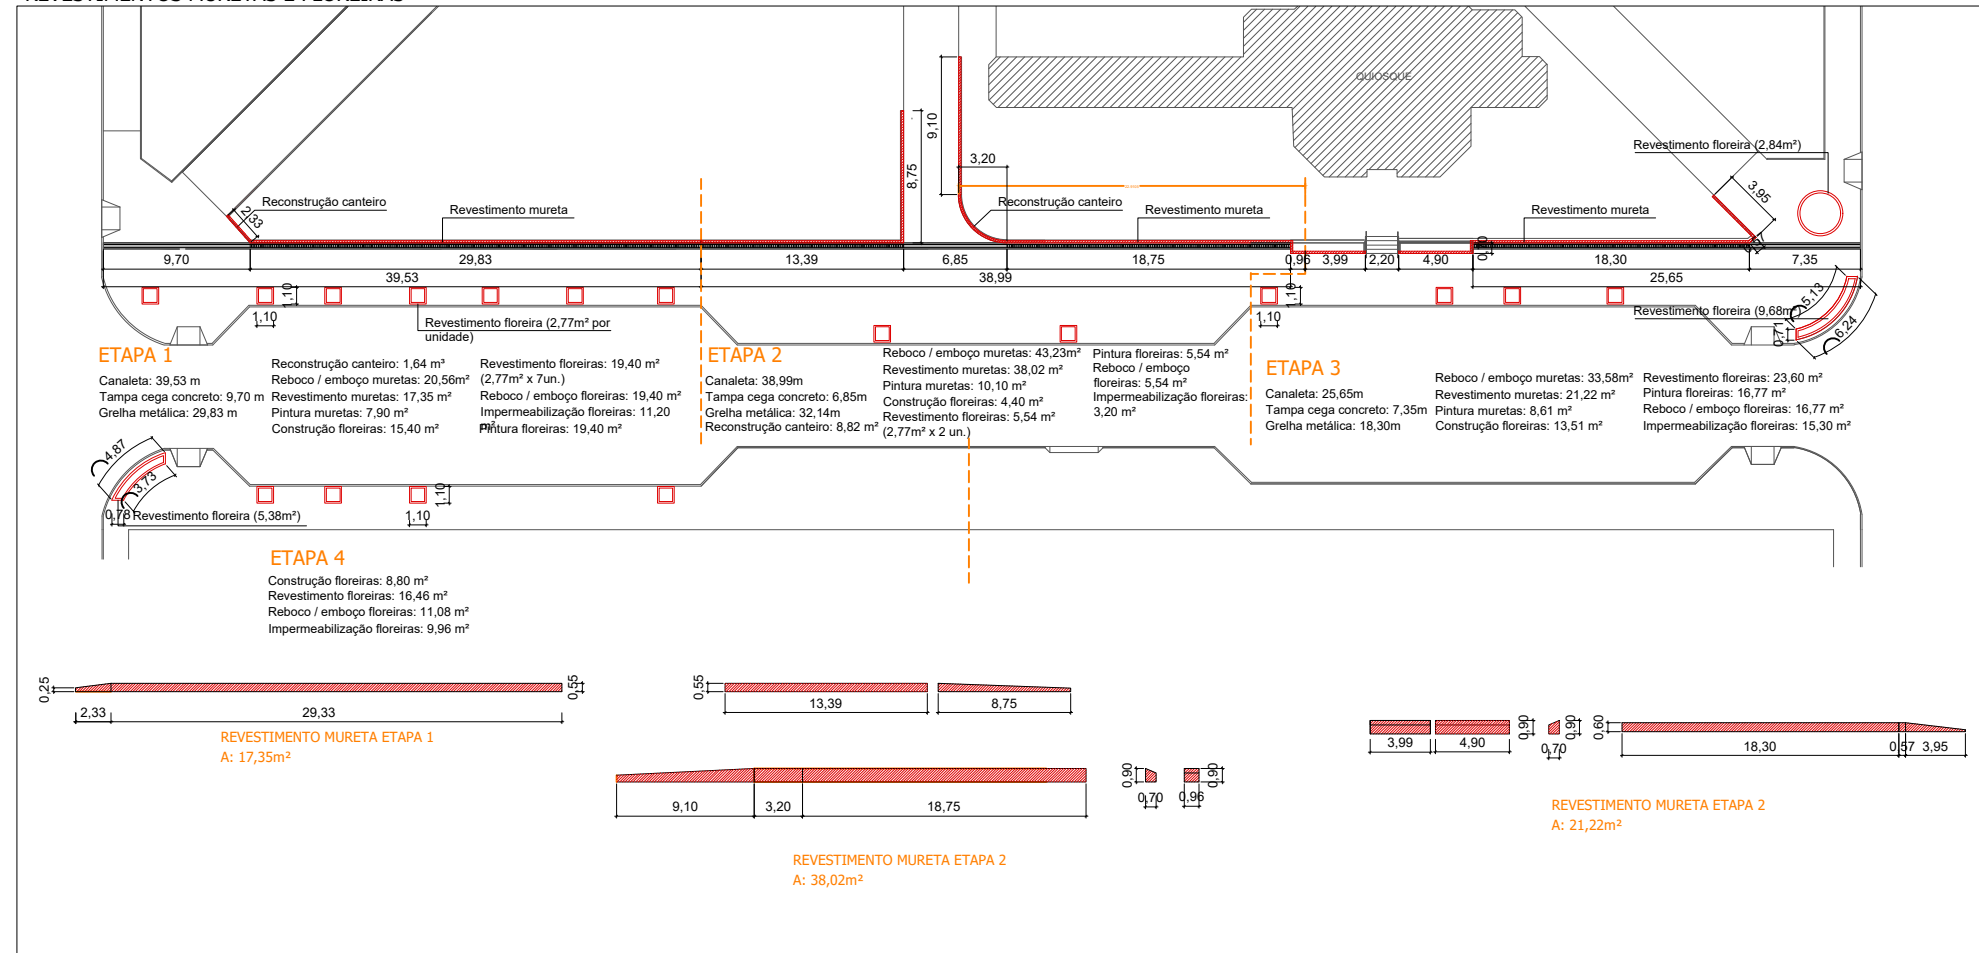 REVESTIMENTOS MURETAS E FLOREIRAS
QUIOSQUE
9,10
8,75
3,20
Revestimento floreira (2,84m²)
3,95
2,33
Reconstrução canteiro
Revestimento mureta
Reconstrução canteiro
Revestimento mureta
Revestimento mureta
9,70
29,83
13,39
6,85
18,75
0,96
3,99
2,20
4,90
18,30
7,35
39,53
38,99
25,65
1,10
1,10
1,10
1,10
Revestimento floreira (2,77m² por
unidade)
5,13
Revestimento floreira (9,68m²)
0,71
6,24
ETAPA 1
Canaleta: 39,53 m
Tampa cega concreto: 9,70 m
Grelha metálica: 29,83 m
Reconstrução canteiro: 1,64 m³
Reboco / emboço muretas: 20,56m²
Revestimento muretas: 17,35 m²
Pintura muretas: 7,90 m²
Construção floreiras: 15,40 m²
Revestimento floreiras: 19,40 m²
(2,77m² x 7un.)
Reboco / emboço floreiras: 19,40 m²
Impermeabilização floreiras: 11,20
m²
Pintura floreiras: 19,40 m²
ETAPA 2
Canaleta: 38,99m
Tampa cega concreto: 6,85m
Grelha metálica: 32,14m
Reconstrução canteiro: 8,82 m²
Reboco / emboço muretas: 43,23m²
Revestimento muretas: 38,02 m²
Pintura muretas: 10,10 m²
Construção floreiras: 4,40 m²
Revestimento floreiras: 5,54 m²
(2,77m² x 2 un.)
Pintura floreiras: 5,54 m²
Reboco / emboço
floreiras: 5,54 m²
Impermeabilização floreiras:
3,20 m²
ETAPA 3
Canaleta: 25,65m
Tampa cega concreto: 7,35m
Grelha metálica: 18,30m
Reboco / emboço muretas: 33,58m²
Revestimento muretas: 21,22 m²
Pintura muretas: 8,61 m²
Construção floreiras: 13,51 m²
Revestimento floreiras: 23,60 m²
Pintura floreiras: 16,77 m²
Reboco / emboço floreiras: 16,77 m²
Impermeabilização floreiras: 15,30 m²
4,87
3,73
0,78
Revestimento floreira (5,38m²)
1,10
1,10
ETAPA 4
Construção floreiras: 8,80 m²
Revestimento floreiras: 16,46 m²
Reboco / emboço floreiras: 11,08 m²
Impermeabilização floreiras: 9,96 m²
0,25
2,33
29,33
0,55
REVESTIMENTO MURETA ETAPA 1
A: 17,35m²
0,55
13,39
8,75
9,10
3,20
18,75
0,90
0,70
0,96
0,90
REVESTIMENTO MURETA ETAPA 2
A: 38,02m²
3,99
4,90
0,90
0,70
0,90
0,60
18,30
0,57
3,95
REVESTIMENTO MURETA ETAPA 2
A: 21,22m²